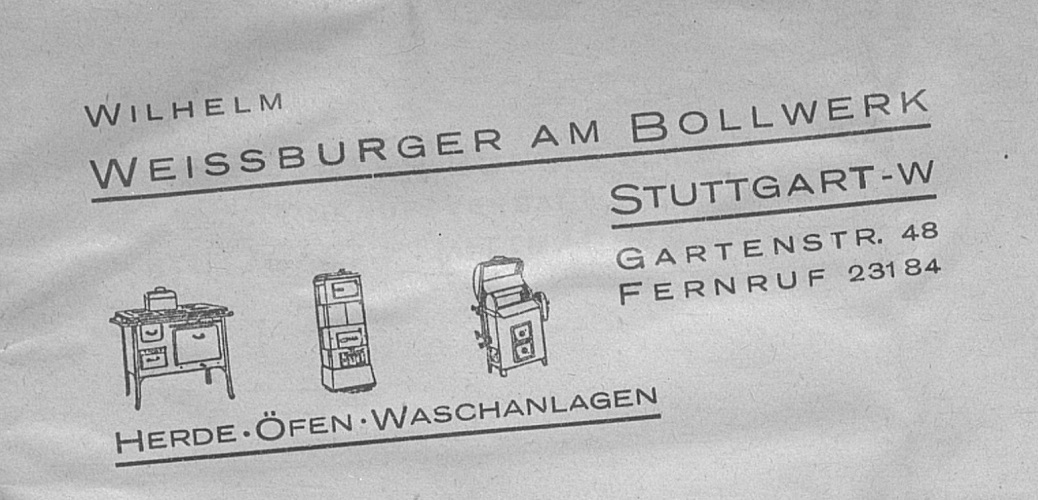 WILHELM
WEISSBURGER AM BOLLWERK
STUTTGART-W
GARTENSTR. 48
FERNRUF 23184
HERDE·ÖFEN·WASCHANLAGEN